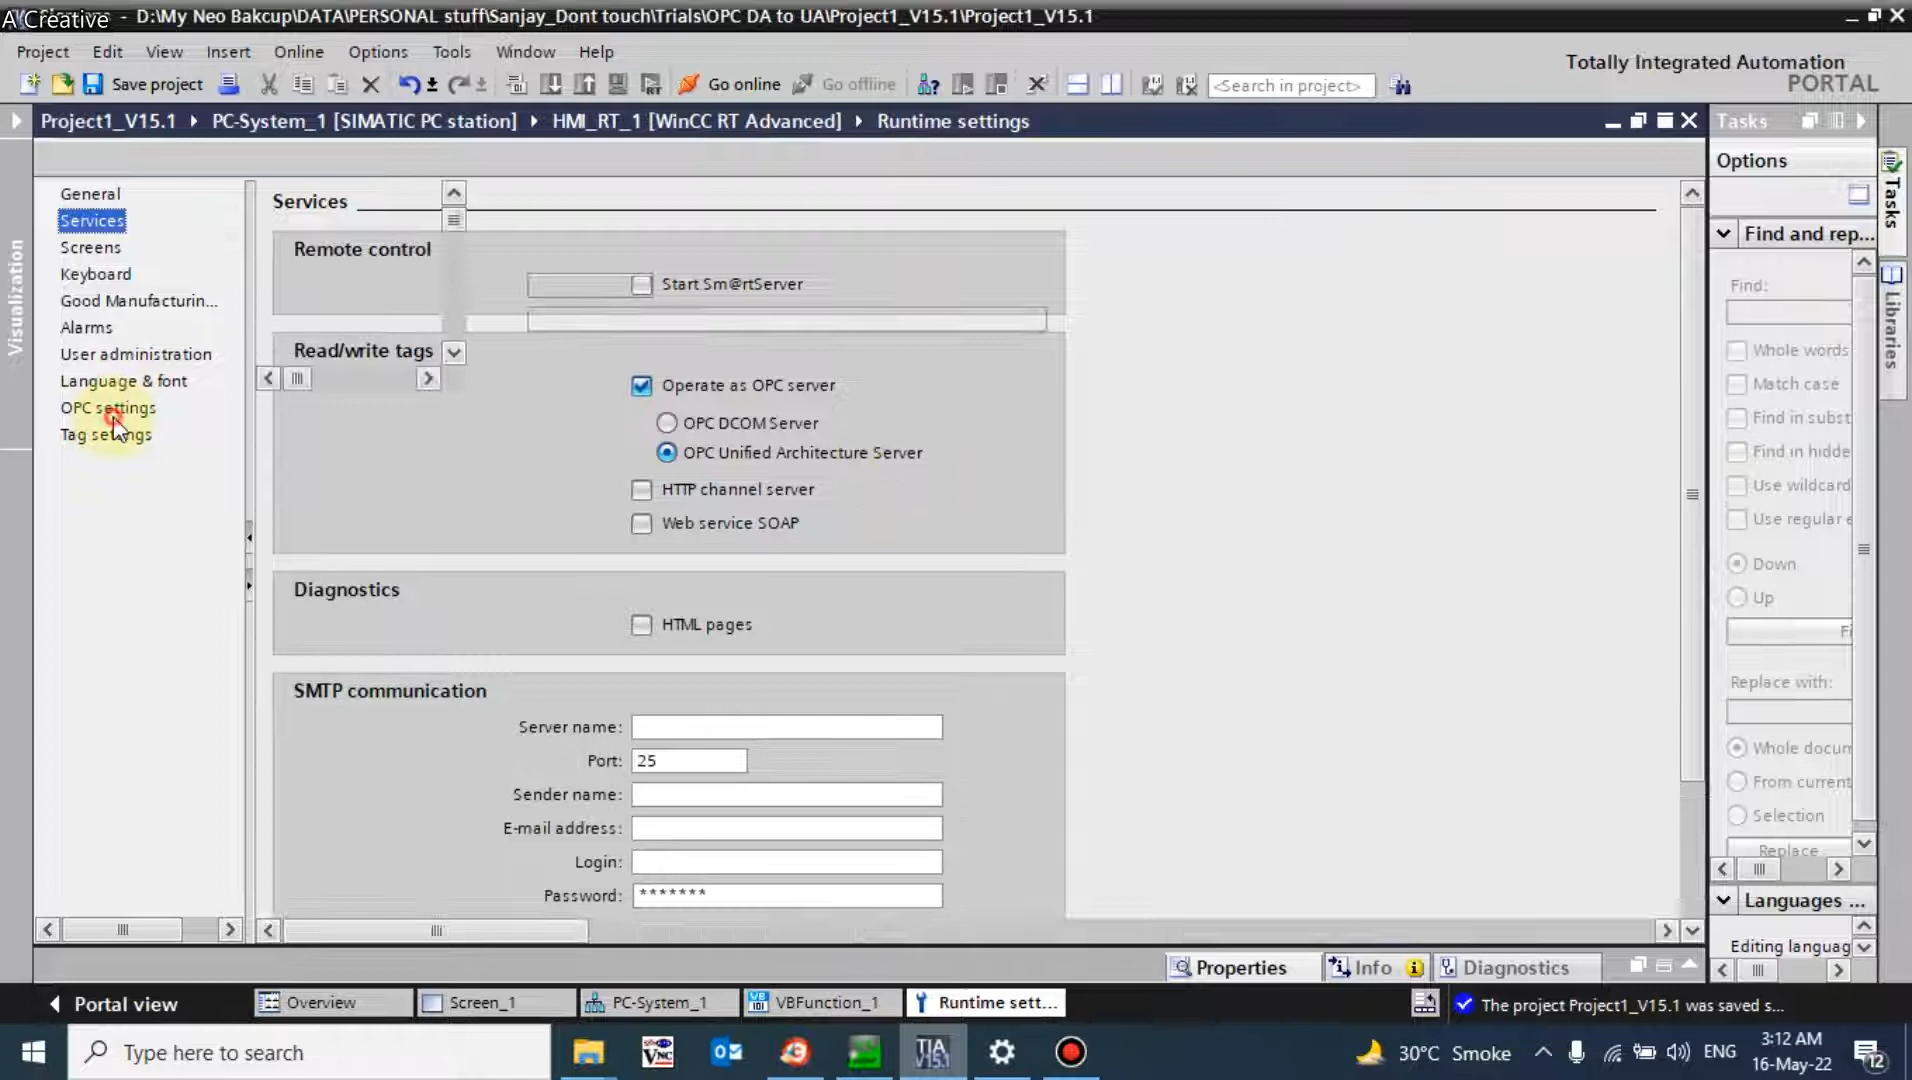 A'Creative
- D:\My Neo Bakcup\DATA\PERSONAL stuff\Sanjay_Dont touch\Trials\OPC DA to UA\Project1_V15.1\Project1_V15.1
Project Edit View Insert Online Options Tools Window Help
Totally Integrated Automation
PORTAL
Save project Go online Go offline <Search in project>
Project1_V15.1 PC-System_1 [SIMATIC PC station] HMI_RT_1 [WinCC RT Advanced] Runtime settings
Tasks
Options
Visualization
General
Services
Screens
Keyboard
Good Manufacturin...
Alarms
User administration
Language & font
OPC settings
Tag settings
Services
Remote control
Start Sm@rtServer
Read/write tags
Operate as OPC server
OPC DCOM Server
OPC Unified Architecture Server
HTTP channel server
Web service SOAP
Diagnostics
HTML pages
SMTP communication
Server name:
Port: 25
Sender name:
E-mail address:
Login:
Password: *******
Find and rep...
Find:
Whole words
Match case
Find in subst
Find in hidde
Use wildcard
Use regular e
Down
Up
Fi
Replace with:
Whole docun
From current
Selection
Replace
Languages ...
Editing languag
Tasks
Libraries
Properties Info Diagnostics
Portal view Overview Screen_1 PC-System_1 VBFunction_1 Runtime sett...
The project Project1_V15.1 was saved s...
Type here to search
VNC
TIA
V15.1
30°C Smoke
ENG
3:12 AM
16-May-22
12